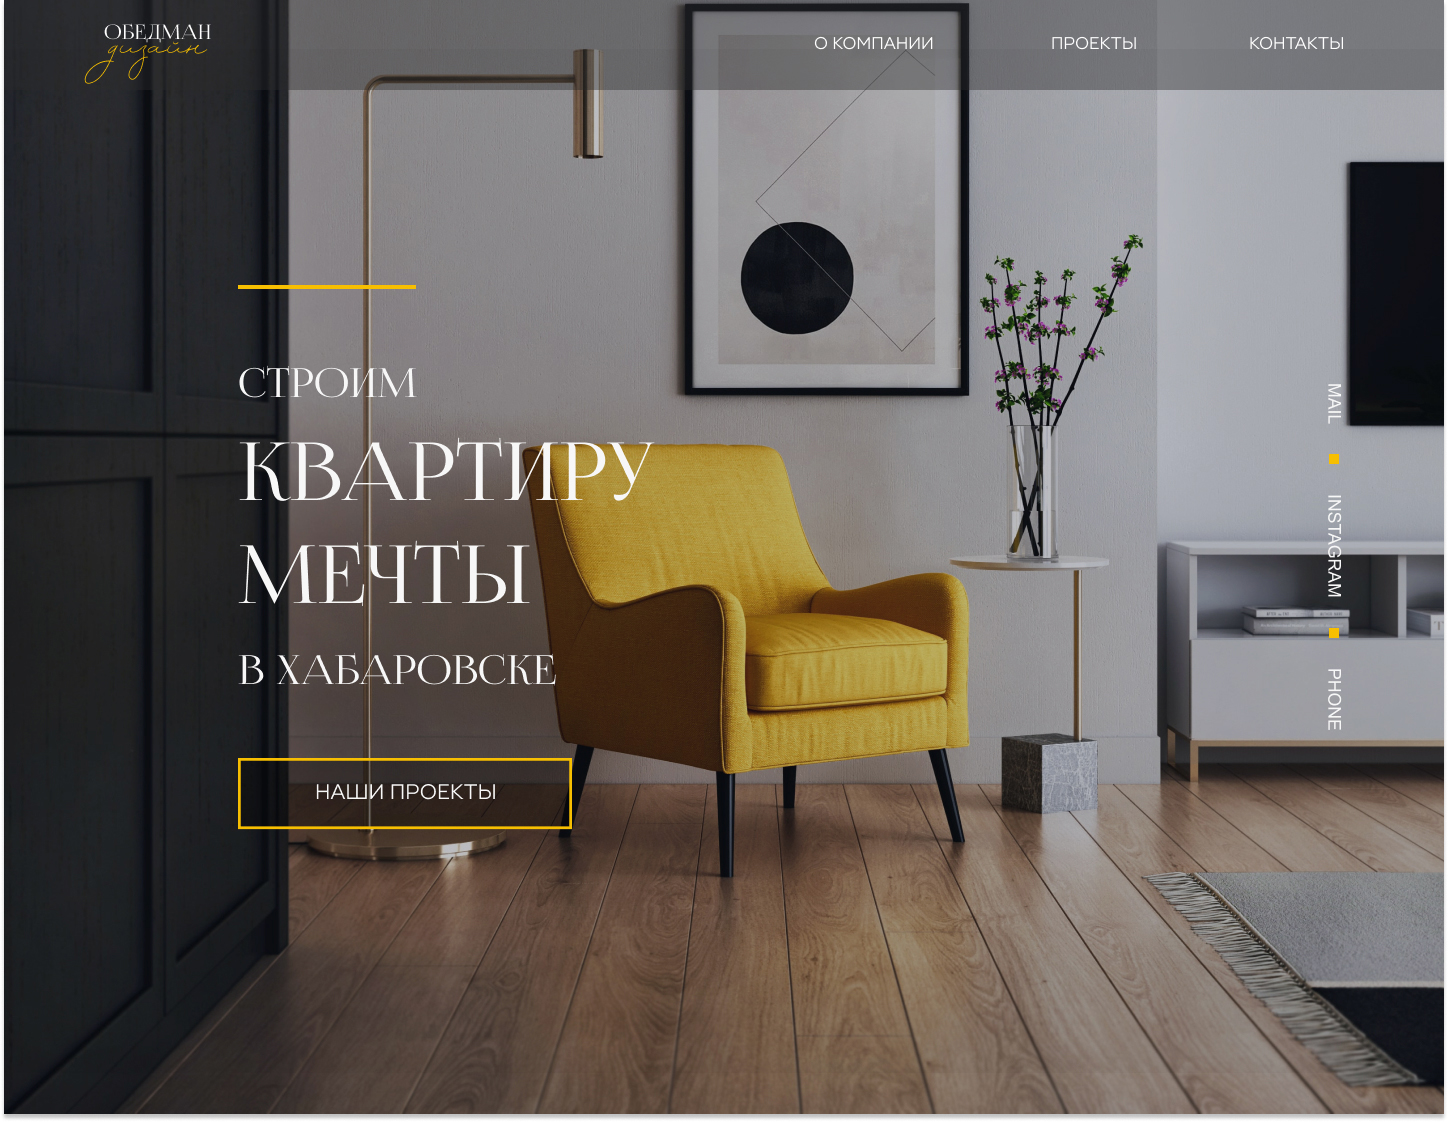 ОБЕДМАН
дизайн
О КОМПАНИИ
ПРОЕКТЫ
КОНТАКТЫ
СТРОИМ
КВАРТИРУ
МЕЧТЫ
В ХАБАРОВСКЕ
НАШИ ПРОЕКТЫ
MAIL
INSTAGRAM
PHONE